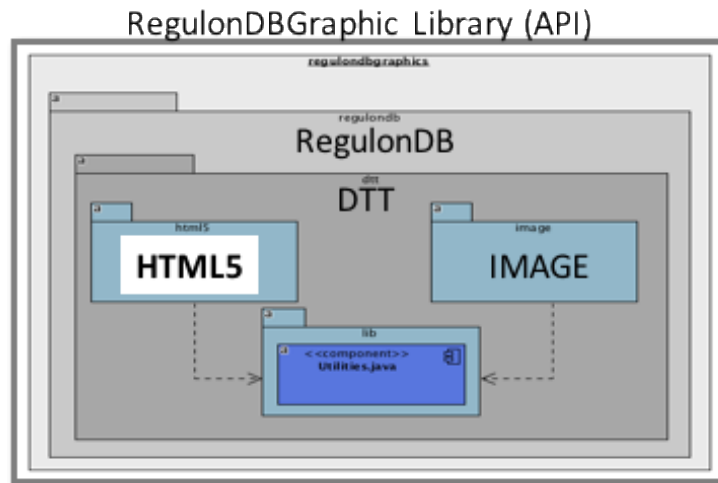 RegulonDBGraphic Library (API)
regulondbgraphics
a
regulondb
RegulonDB
a
dtt
DTT
a
html5
HTML5
a
image
IMAGE
a
lib
a
<<component>>
Utilities.java